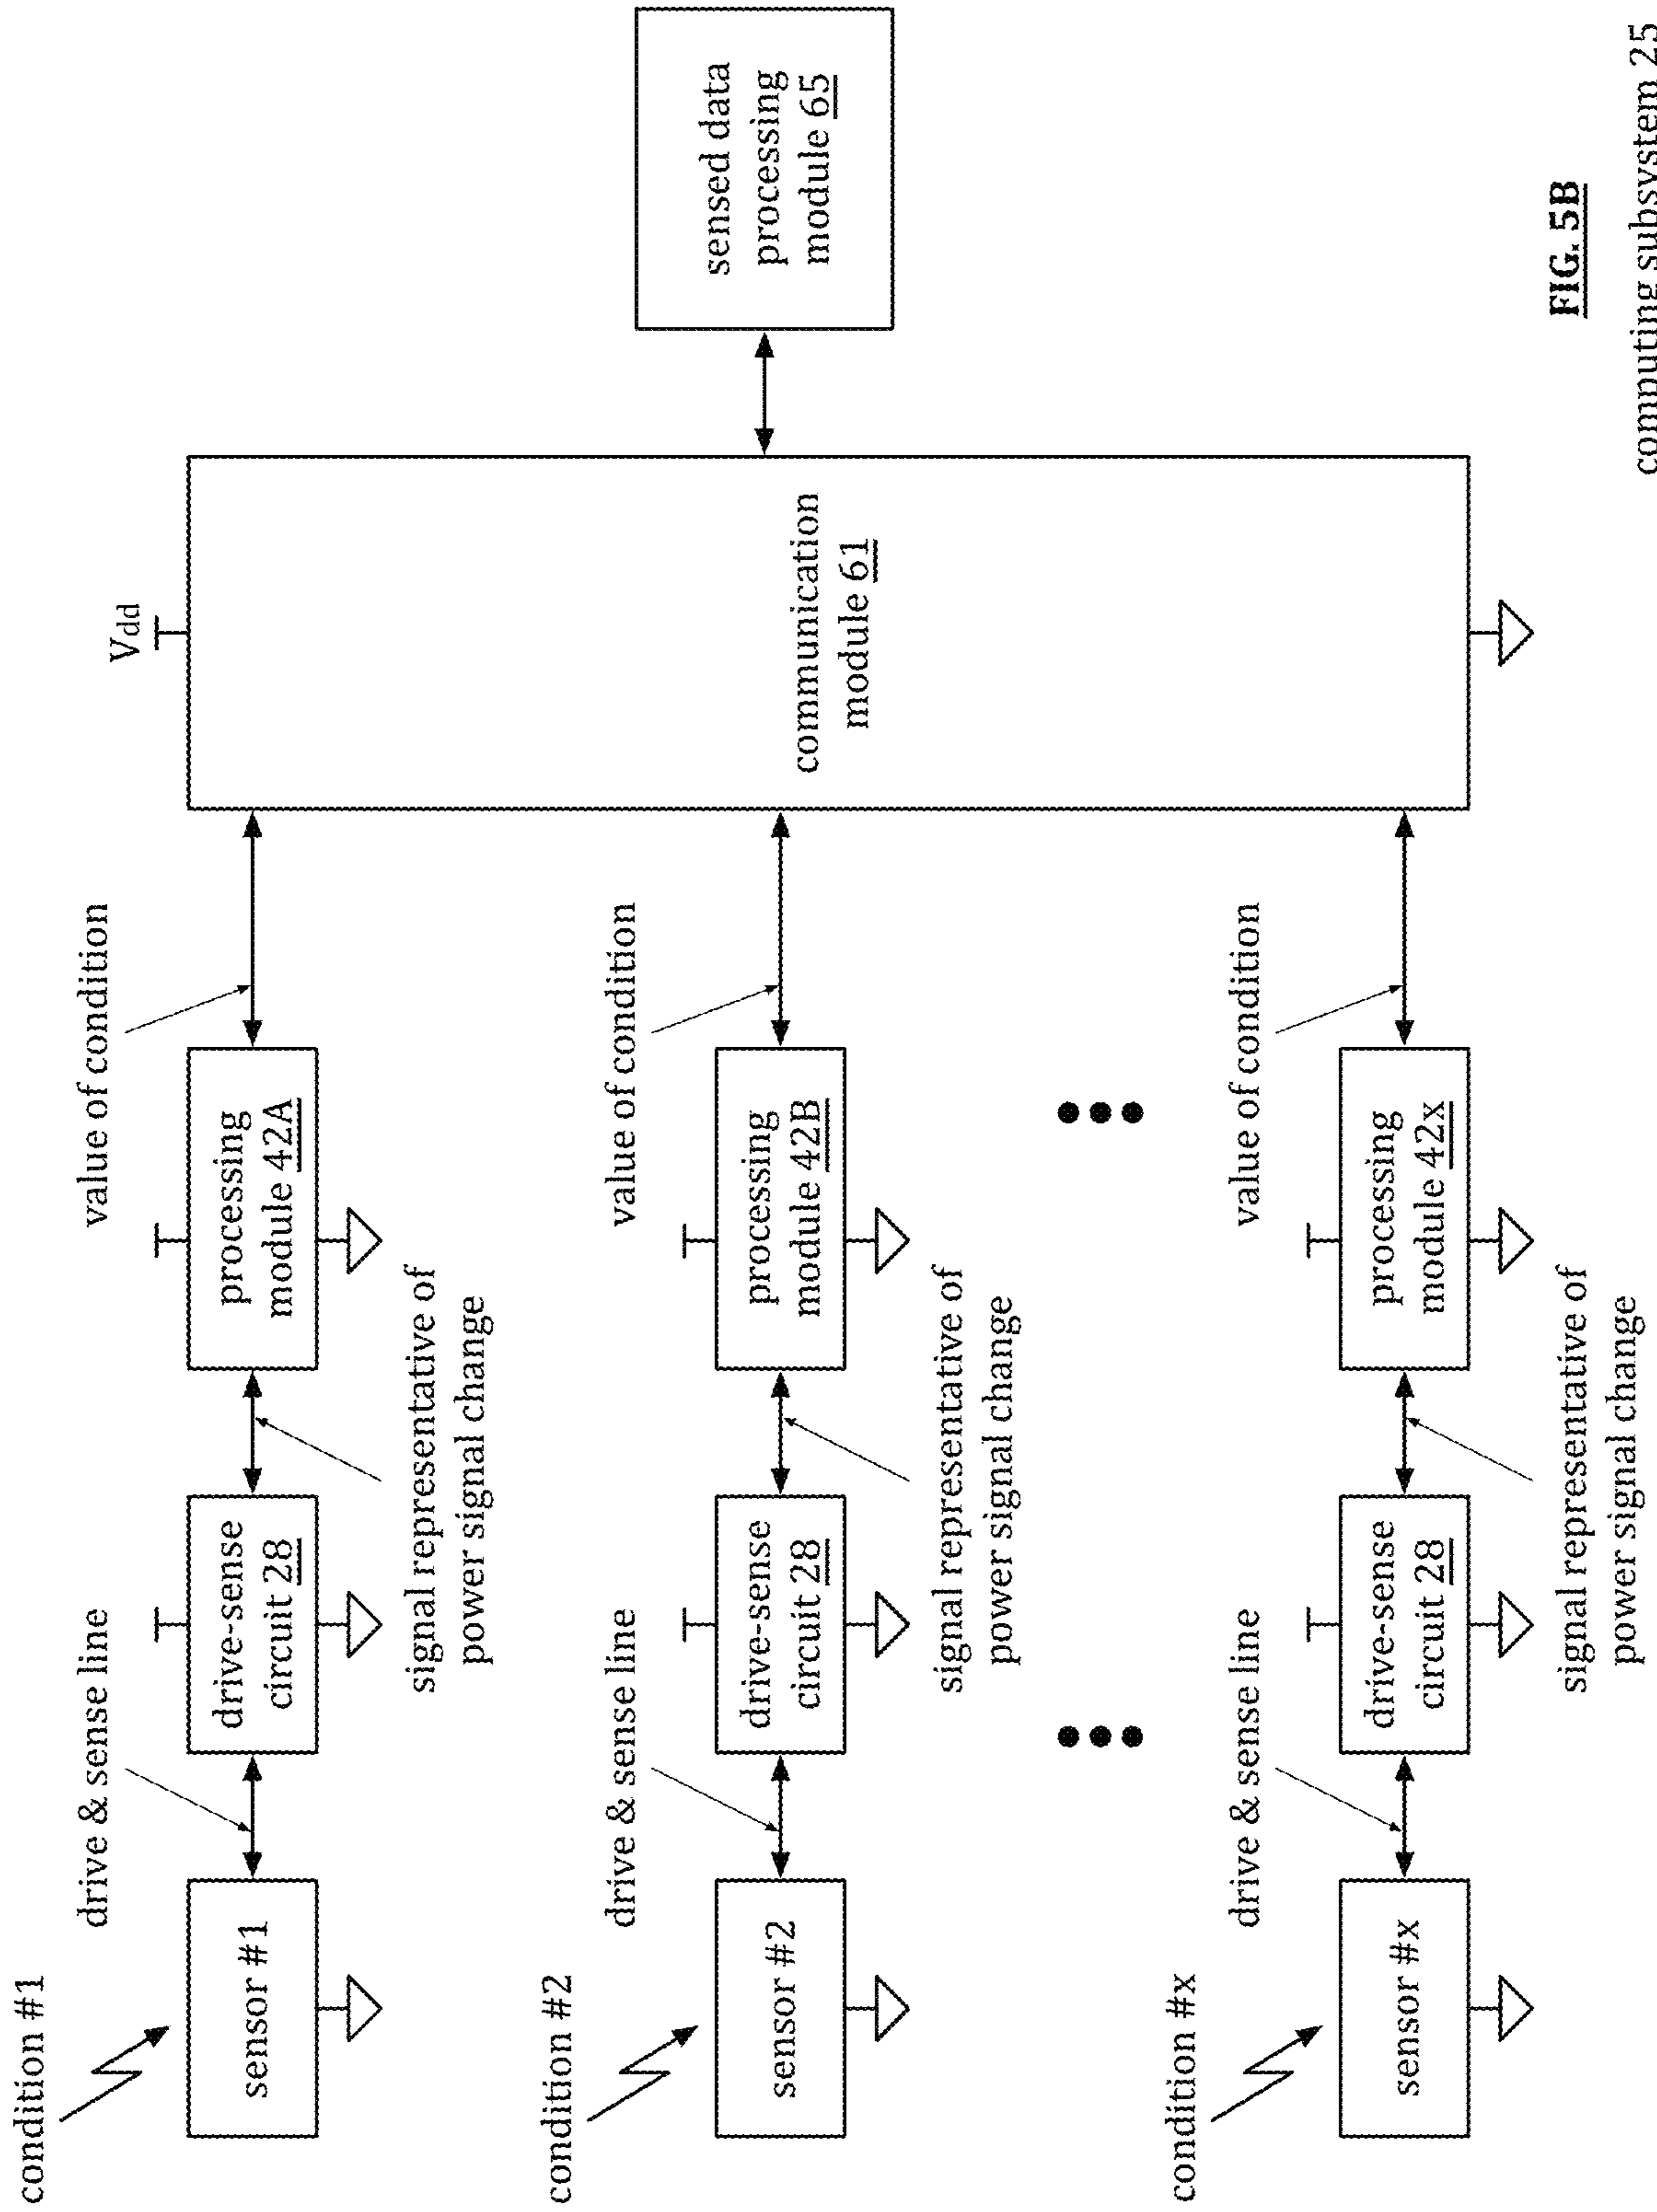 condition #1
drive & sense line
value of condition
Vdd
sensor #1
drive-sense
circuit 28
processing
module 42A
signal representative of
power signal change
condition #2
drive & sense line
value of condition
sensor #2
drive-sense
circuit 28
processing
module 42B
signal representative of
power signal change
communication
module 61
sensed data
processing
module 65
condition #x
drive & sense line
value of condition
sensor #x
drive-sense
circuit 28
processing
module 42x
signal representative of
power signal change
FIG. 5B
computing subsystem 25